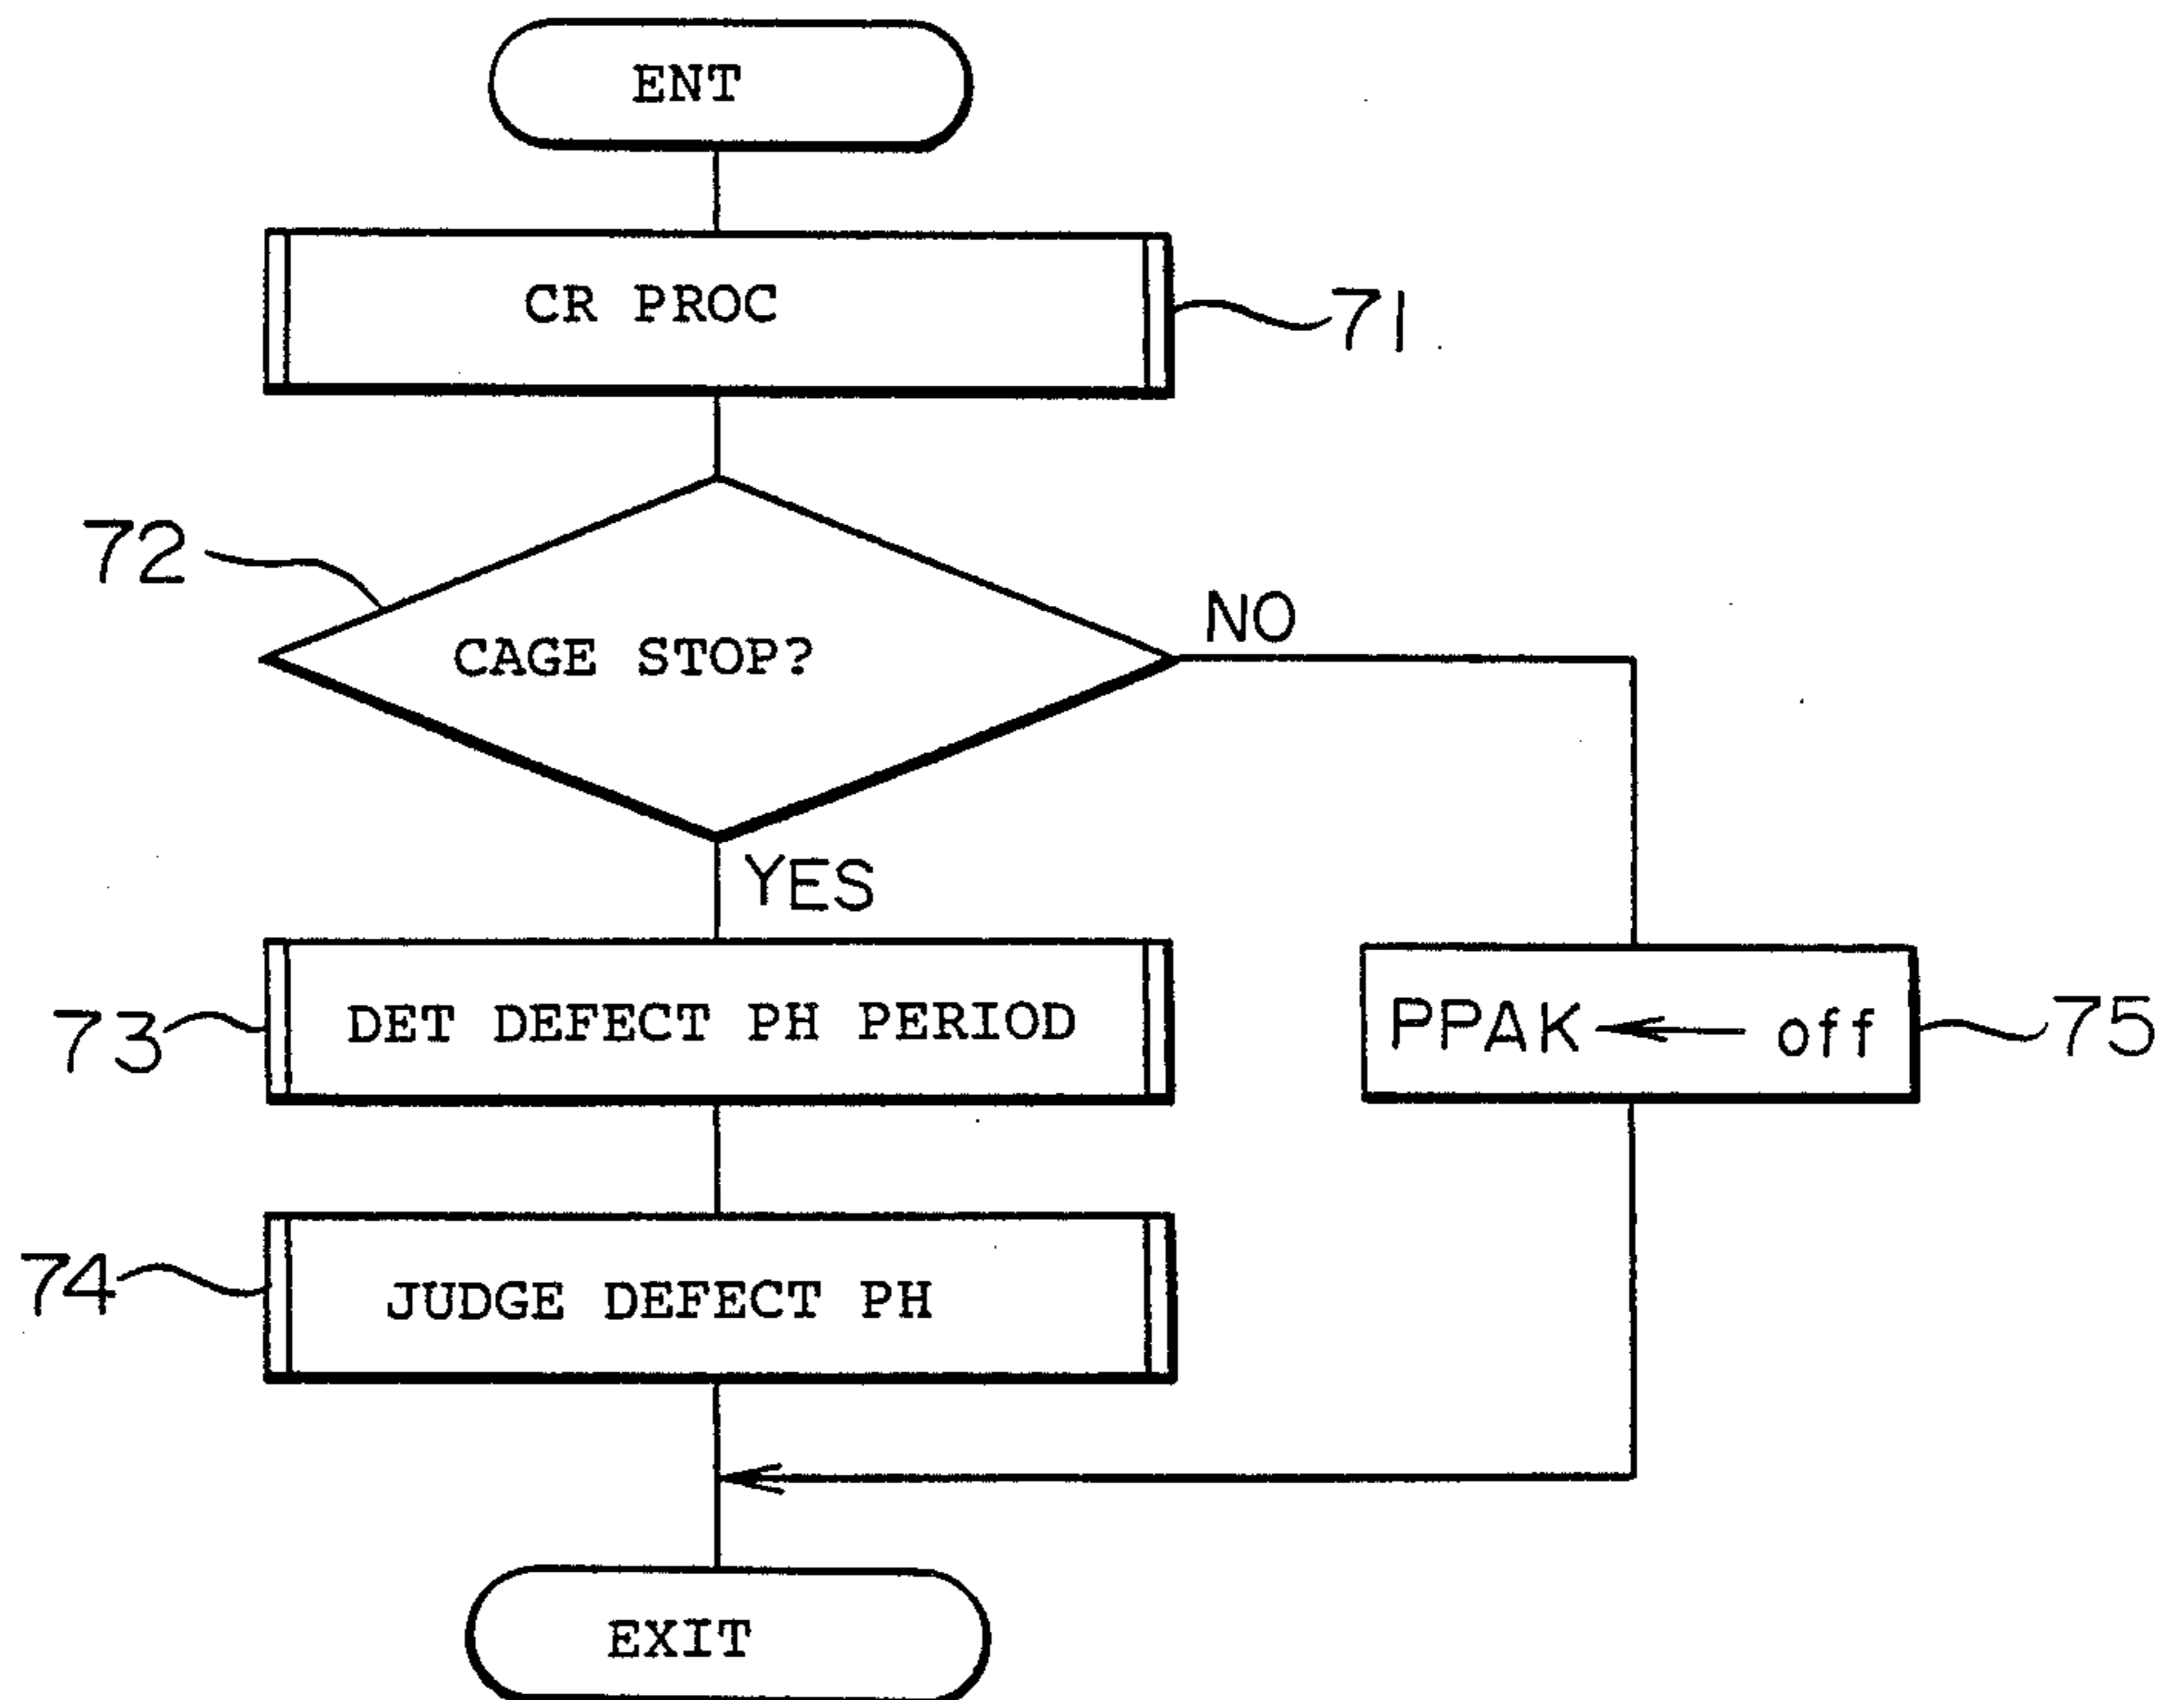 ENT
CR PROC
71
72
CAGE STOP?
NO
YES
73
DET DEFECT PH PERIOD
PPAK ← off
75
74
JUDGE DEFECT PH
EXIT